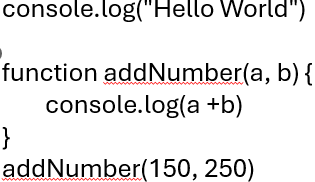 console.log("Hello World")
function addNumber(a, b) {
console.log(a +b)
}
addNumber(150, 250)